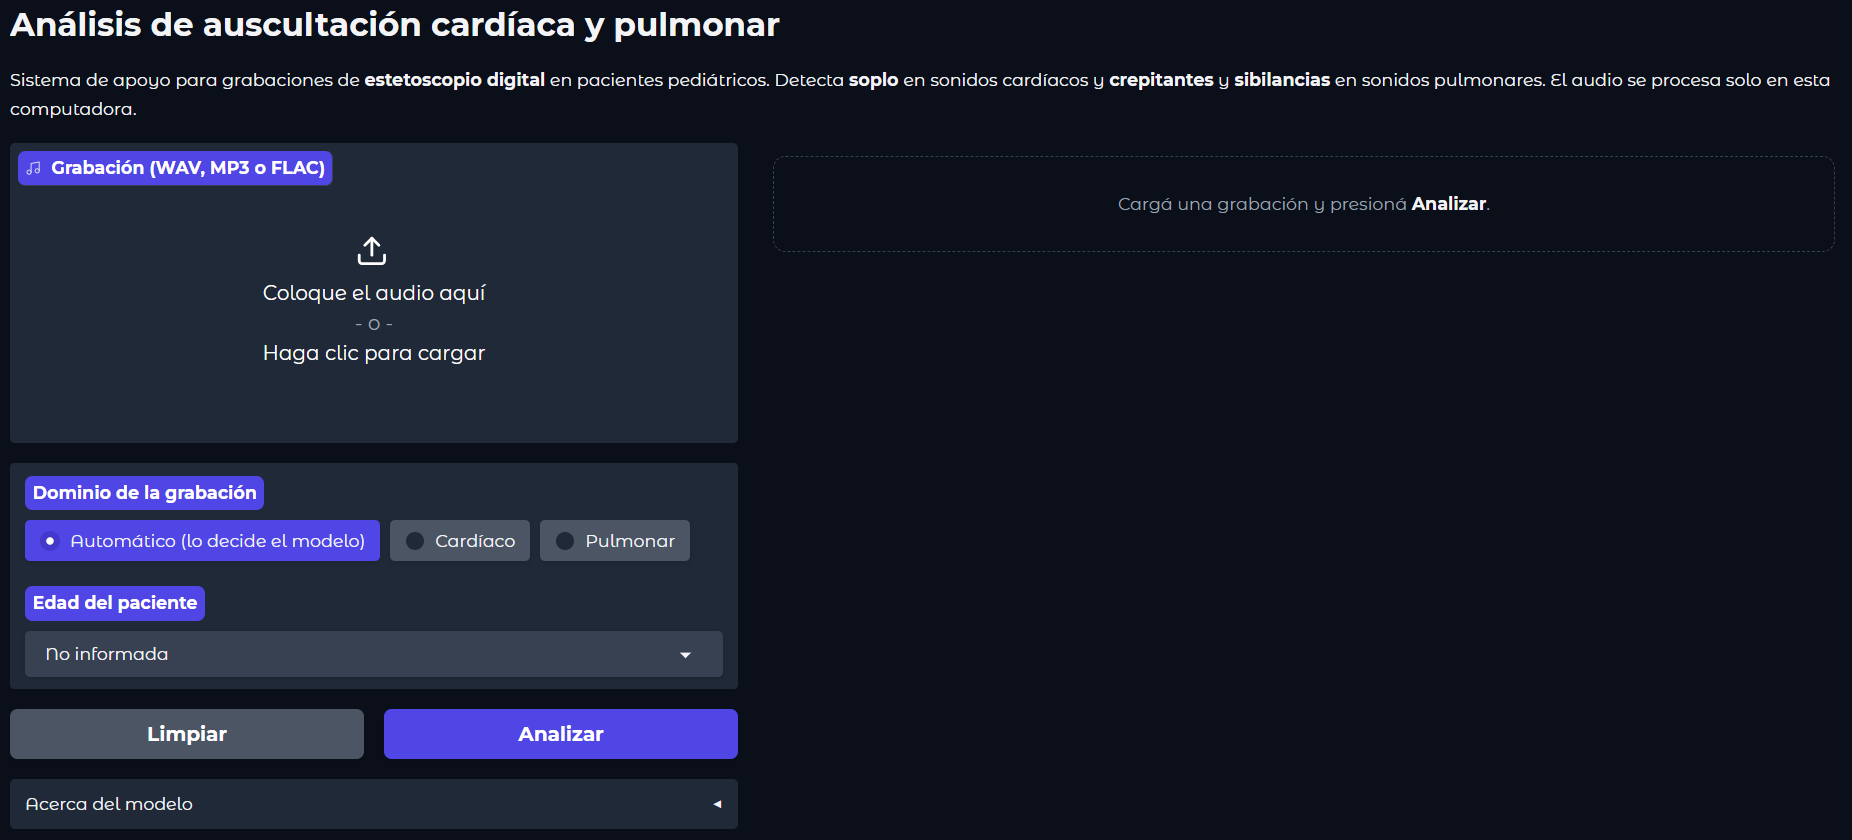 Análisis de auscultación cardíaca y pulmonar
Sistema de apoyo para grabaciones de estetoscopio digital en pacientes pediátricos. Detecta soplo en sonidos cardíacos y crepitantes y sibilancias en sonidos pulmonares. El audio se procesa solo en esta
computadora.
Grabación (WAV, MP3 o FLAC)
Coloque el audio aquí
- o -
Haga clic para cargar
Cargá una grabación y presioná Analizar.
Dominio de la grabación
Automático (lo decide el modelo) Cardíaco Pulmonar
Edad del paciente
No informada
Limpiar Analizar
Acerca del modelo